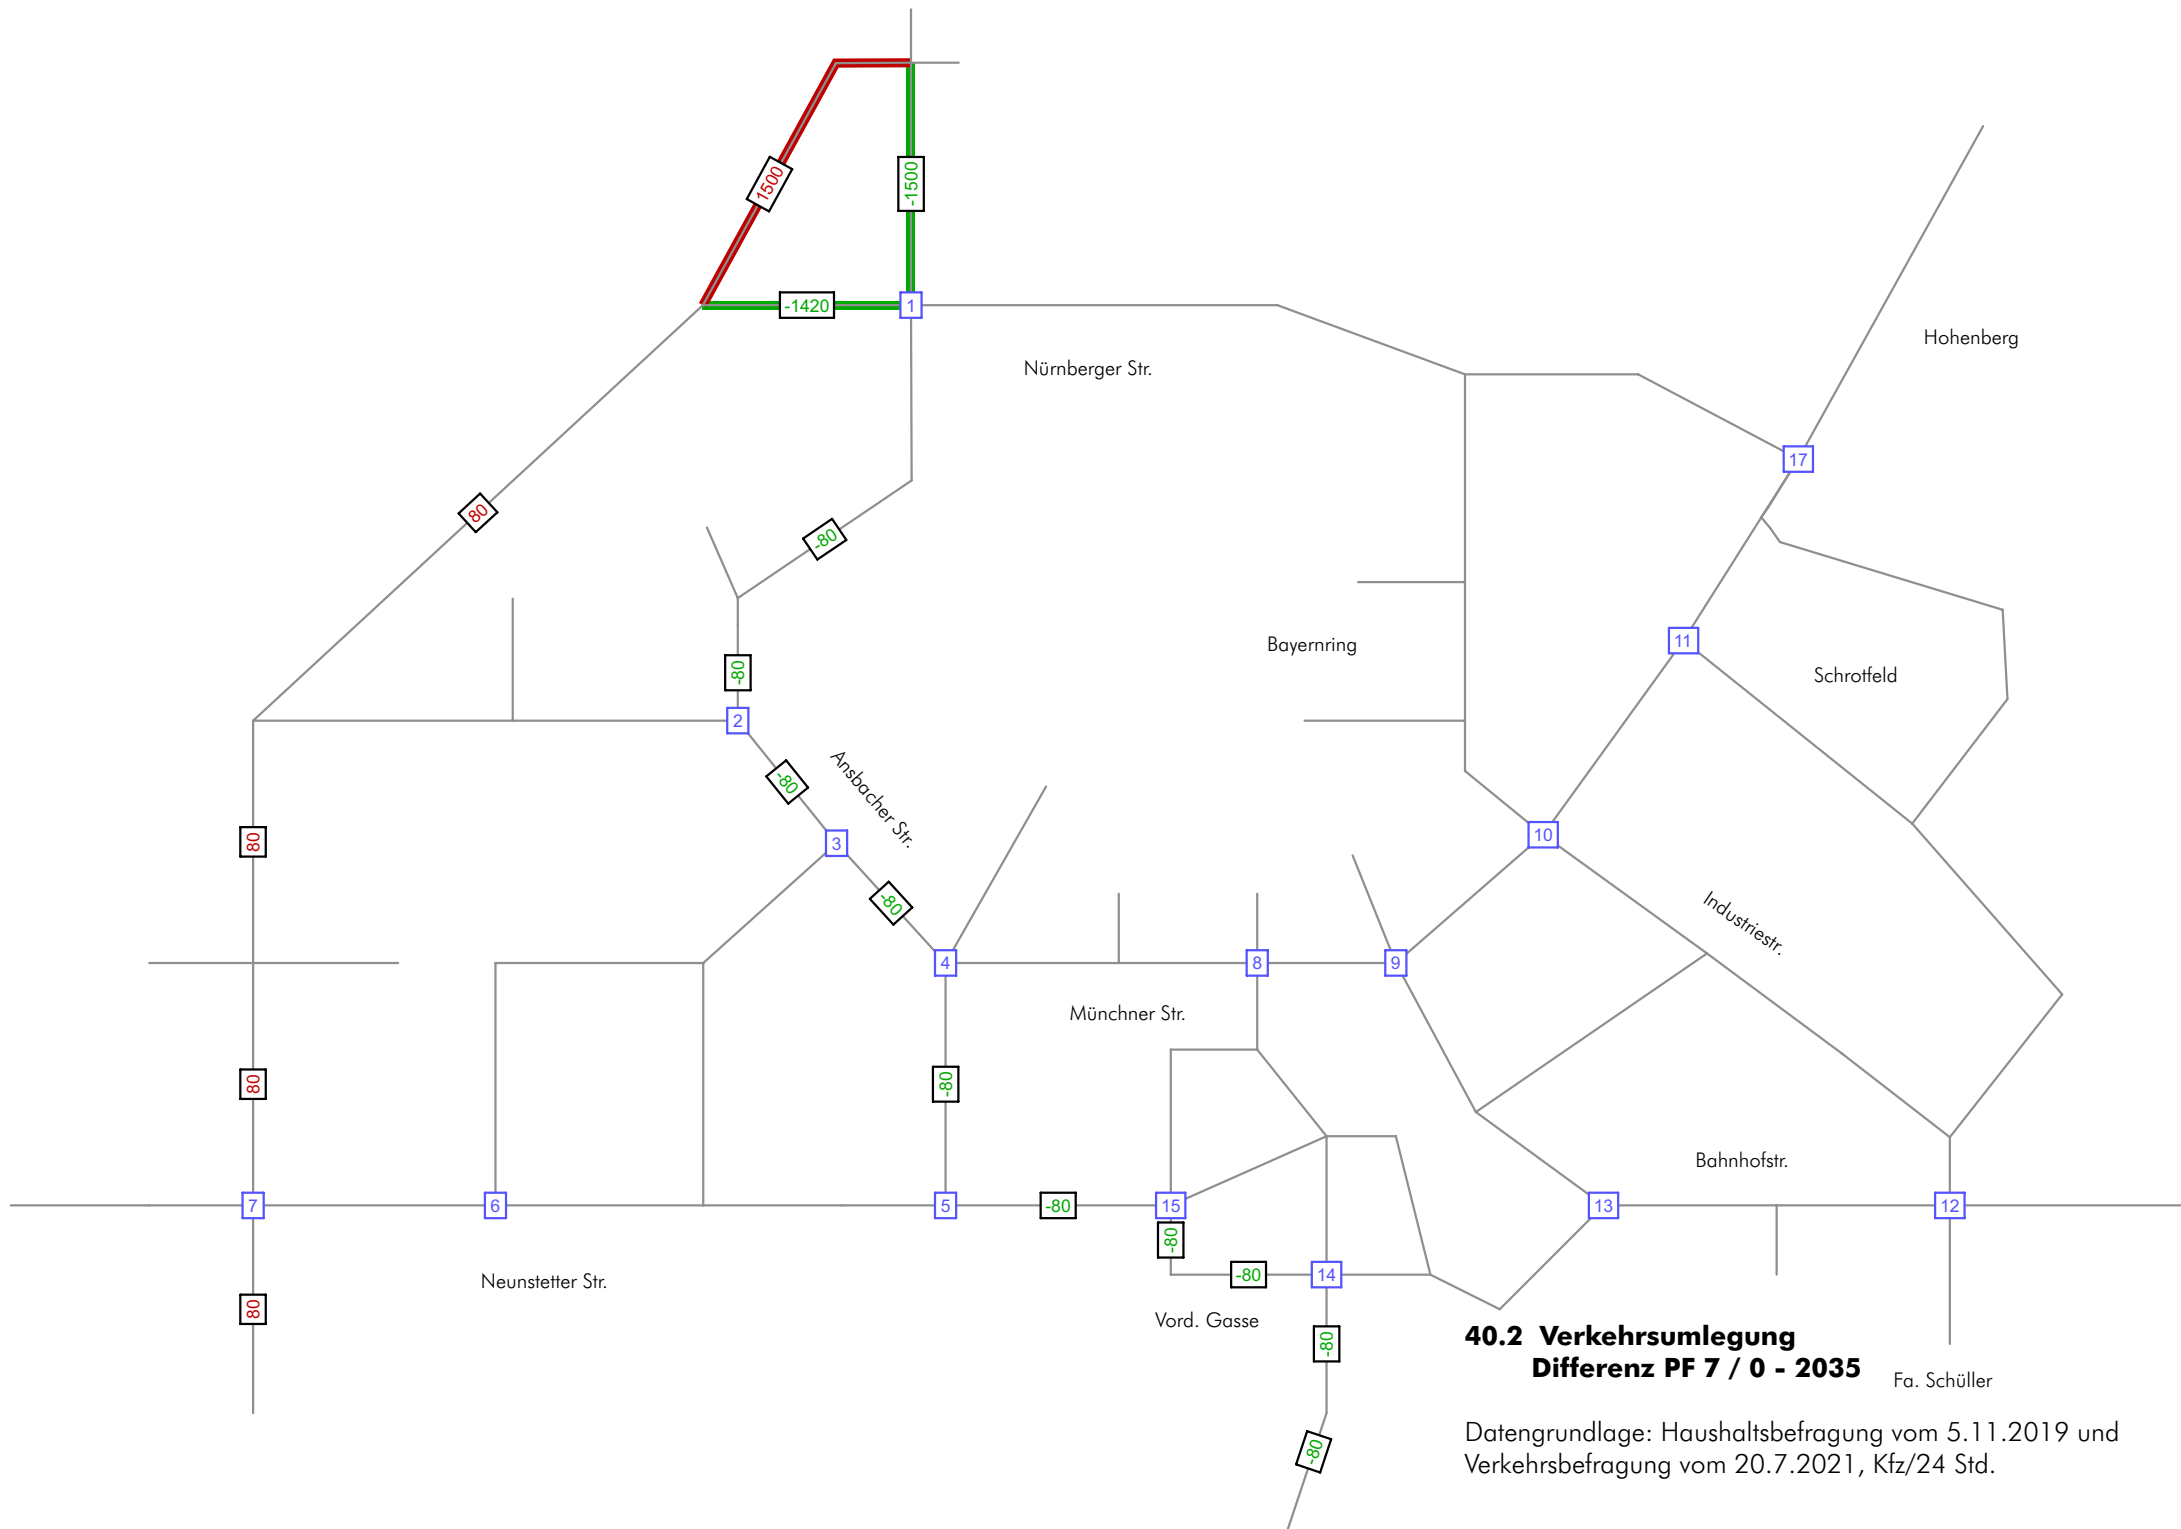 1500
-1500
-1420
1
Hohenberg
Nürnberger Str.
17
80
-80
11
Bayernring
-80
Schrotfeld
2
-80
Ansbacher Str.
80
3
10
-80
Industriestr.
4
8
9
Münchner Str.
80
-80
Bahnhofstr.
7
6
5
-80
15
13
12
-80
Neunstetter Str.
-80
14
80
Vord. Gasse
-80
40.2 Verkehrsumlegung
Differenz PF 7 / 0 - 2035
Fa. Schüller
Datengrundlage: Haushaltsbefragung vom 5.11.2019 und
-80
Verkehrsbefragung vom 20.7.2021, Kfz/24 Std.